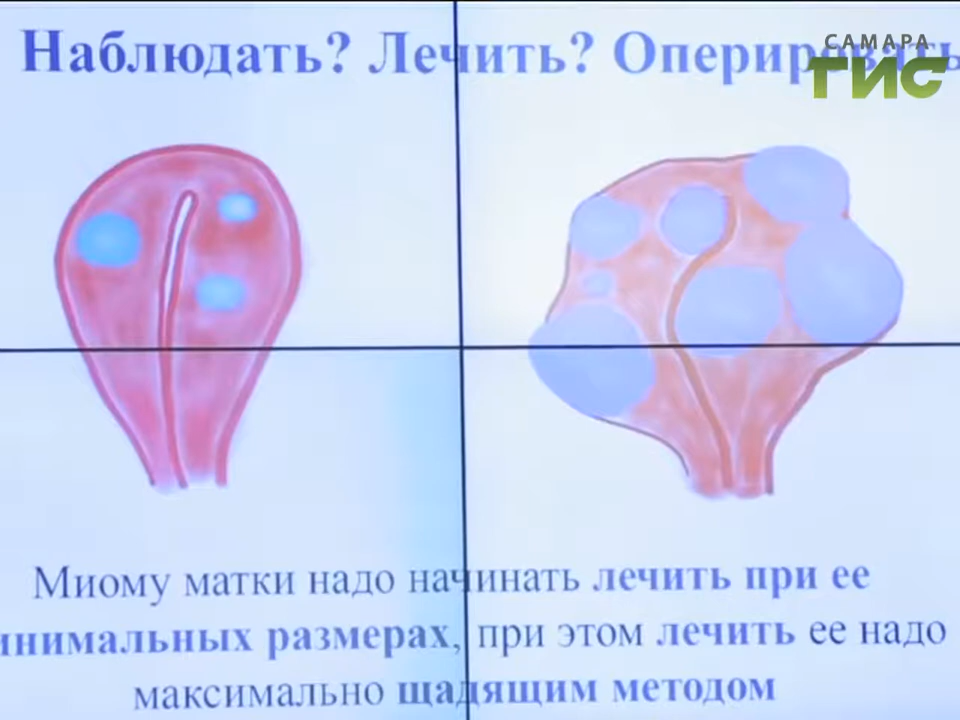 Наблюдать? Лечить? Оперировать
САМАРА
ГИС
Миому матки надо начинать лечить при ее
инимальных размерах, при этом лечить ее надо
максимально щадящим методом